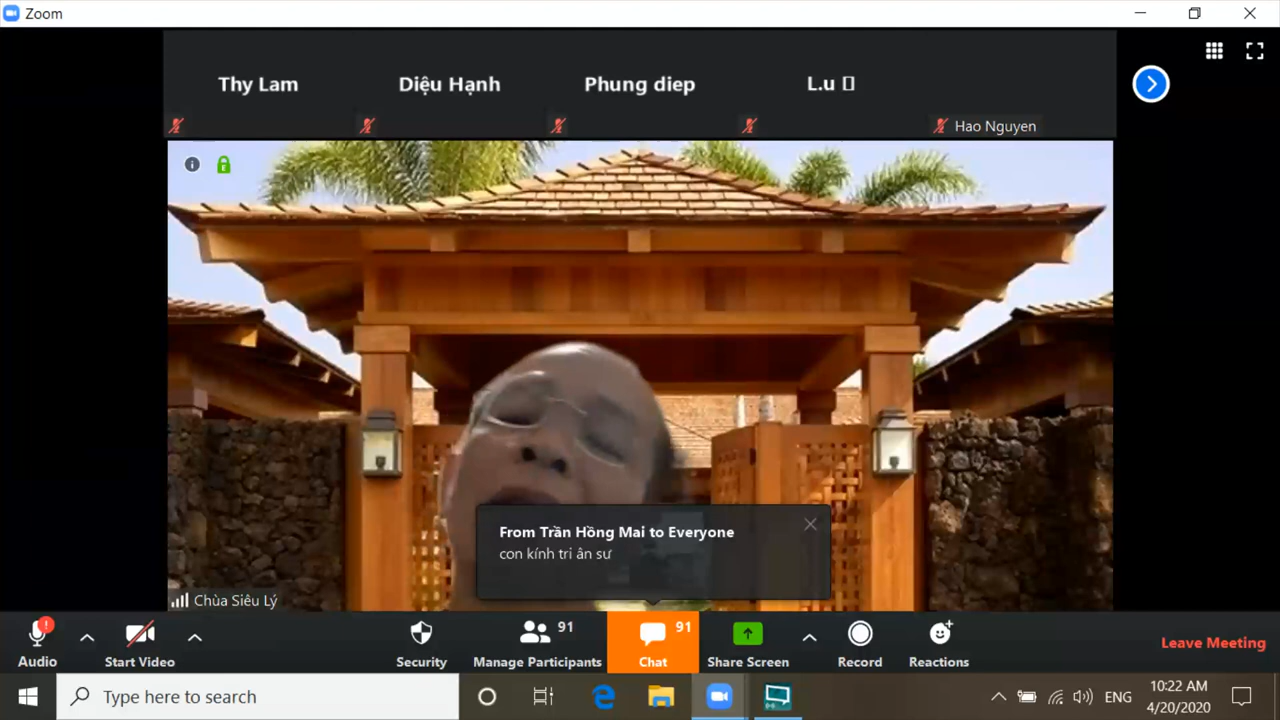 Zoom
Thy Lam
Diệu Hạnh
Phung diep
L.u
Hao Nguyen
From Trần Hồng Mai to Everyone
con kính tri ân sư
Chùa Siêu Lý
91
91
Audio
Start Video
Security
Manage Participants
Chat
Share Screen
Record
Reactions
Leave Meeting
Type here to search
ENG
10:22 AM
4/20/2020